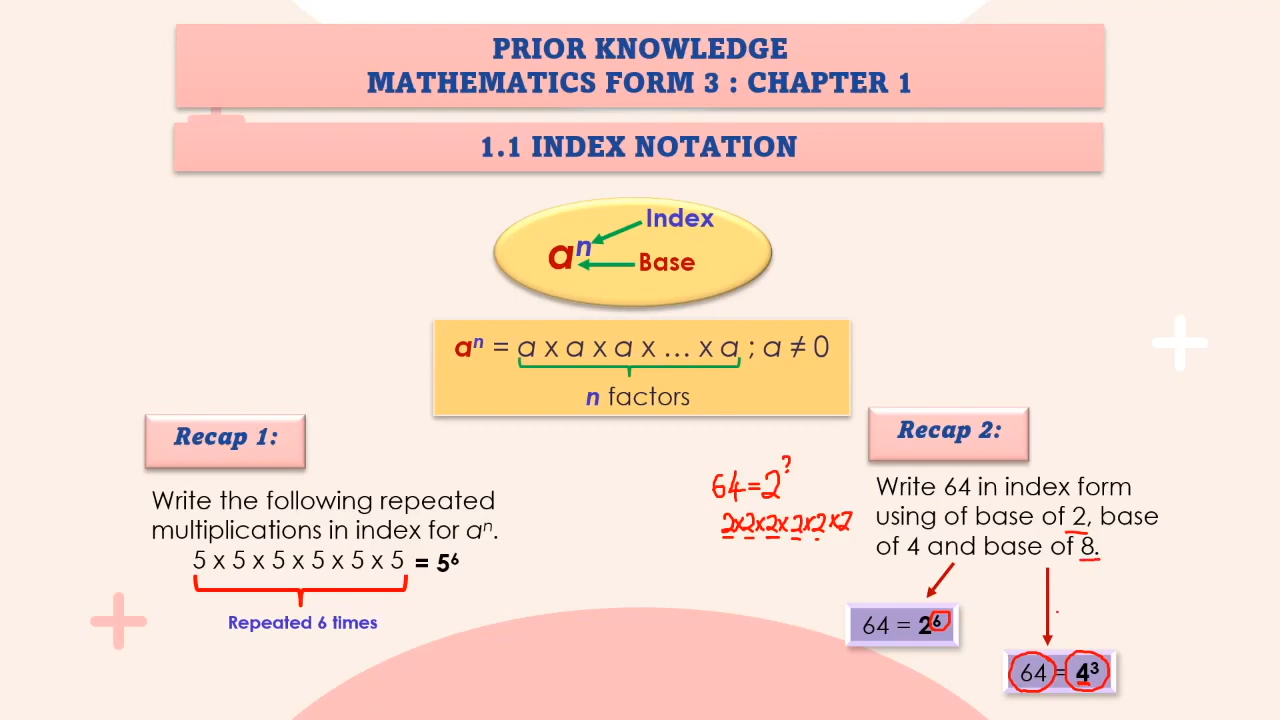 PRIOR KNOWLEDGE
MATHEMATICS FORM 3 : CHAPTER 1
1.1 INDEX NOTATION
Index
aⁿ
Base
aⁿ = a x a x a x ... x a ; a ≠ 0
n factors
Recap 1:
Write the following repeated
multiplications in index for aⁿ.
5 x 5 x 5 x 5 x 5 x 5 = 5⁶
Repeated 6 times
64 = 2^?
2x2x2x2x2x2
Recap 2:
Write 64 in index form
using of base of 2, base
of 4 and base of 8.
64 = 2⁶
64 = 4³